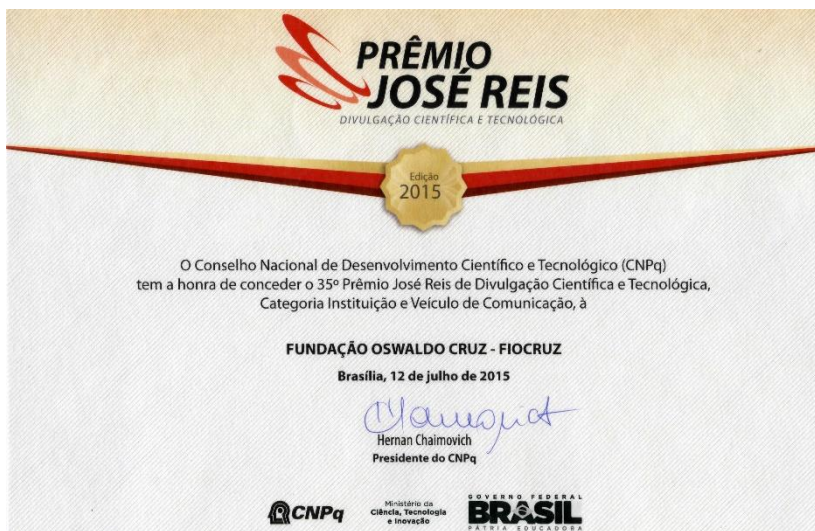 PRÊMIO
JOSÉ REIS
DIVULGAÇÃO CIENTÍFICA E TECNOLÓGICA
Edição
2015
O Conselho Nacional de Desenvolvimento Científico e Tecnológico (CNPq)
tem a honra de conceder o 35º Prêmio José Reis de Divulgação Científica e Tecnológica,
Categoria Instituição e Veículo de Comunicação, à
FUNDAÇÃO OSWALDO CRUZ - FIOCRUZ
Brasília, 12 de julho de 2015
Hernan Chaimovich
Presidente do CNPq
CNPq
Ministério da
Ciência, Tecnologia
e Inovação
GOVERNO FEDERAL
BRASIL
PÁTRIA EDUCADORA